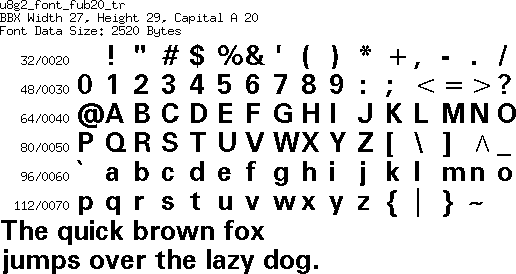 u8g2_font_fub20_tr
BBX Width 27, Height 29, Capital A 20
Font Data Size: 2520 Bytes
32/0020 ! " # $ % & ' ( ) * + , - . /
48/0030 0 1 2 3 4 5 6 7 8 9 : ; < = > ?
64/0040 @ A B C D E F G H I J K L M N O
80/0050 P Q R S T U V W X Y Z [ \ ] ^ _
96/0060 ` a b c d e f g h i j k l m n o
112/0070 p q r s t u v w x y z { | } ~
The quick brown fox
jumps over the lazy dog.